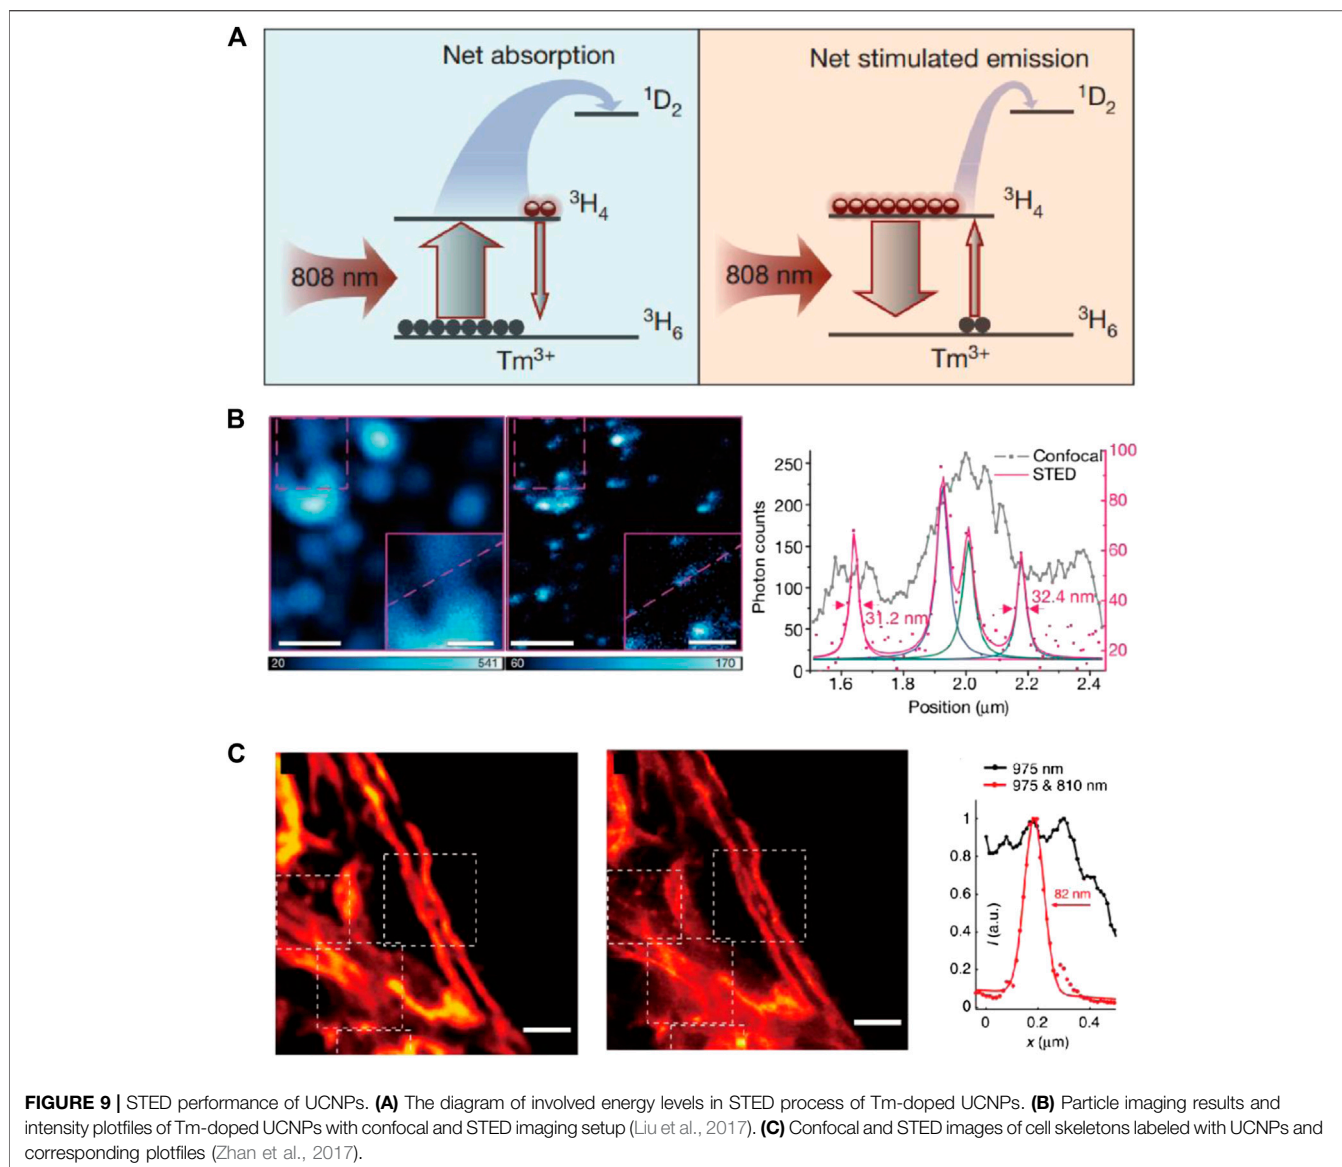 A
Net absorption
¹D₂
³H₄
808 nm
³H₆
Tm³⁺
Net stimulated emission
¹D₂
³H₄
808 nm
³H₆
Tm³⁺
B
20 541
60 170
Confocal
STED
Photon counts
250
200
150
100
50
0
100
80
60
40
20
31.2 nm
32.4 nm
1.6 1.8 2.0 2.2 2.4
Position (μm)
C
975 nm
975 & 810 nm
I (a.u.)
1
0.8
0.6
0.4
0.2
0
82 nm
0 0.2 0.4
x (μm)
FIGURE 9 | STED performance of UCNPs. (A) The diagram of involved energy levels in STED process of Tm-doped UCNPs. (B) Particle imaging results and
intensity plotfiles of Tm-doped UCNPs with confocal and STED imaging setup (Liu et al., 2017). (C) Confocal and STED images of cell skeletons labeled with UCNPs and
corresponding plotfiles (Zhan et al., 2017).